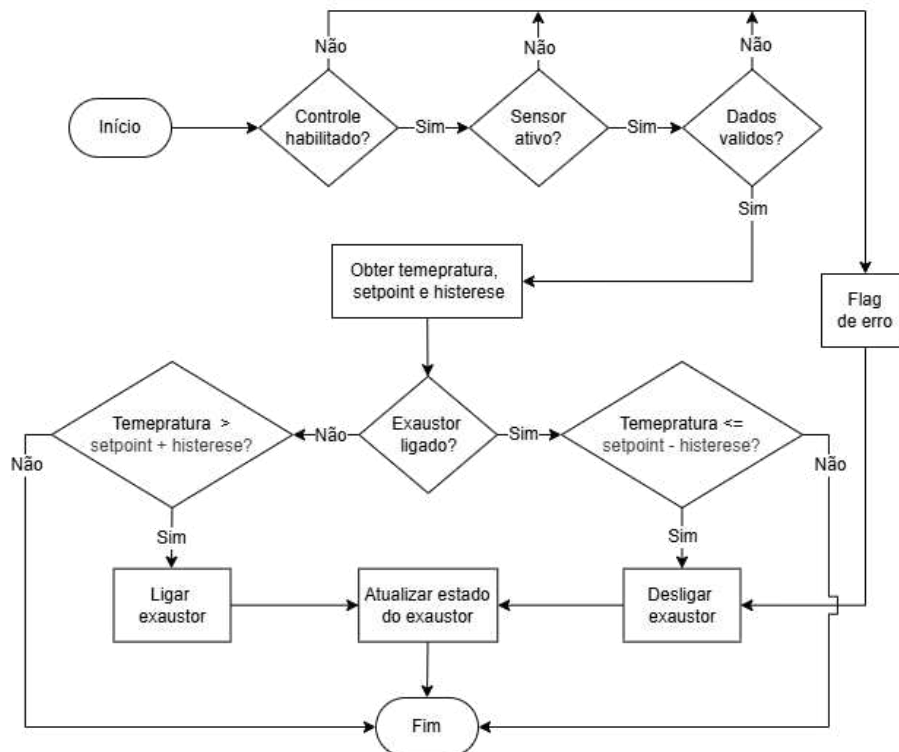 Não
Não
Não
Início
Controle
habilitado?
Sim
Sensor
ativo?
Sim
Dados
validos?
Sim
Obter temepratura,
setpoint e histerese
Flag
de erro
Temepratura >
setpoint + histerese?
Não
Exaustor
ligado?
Sim
Temepratura <=
setpoint - histerese?
Não
Não
Sim
Sim
Ligar
exaustor
Atualizar estado
do exaustor
Desligar
exaustor
Fim